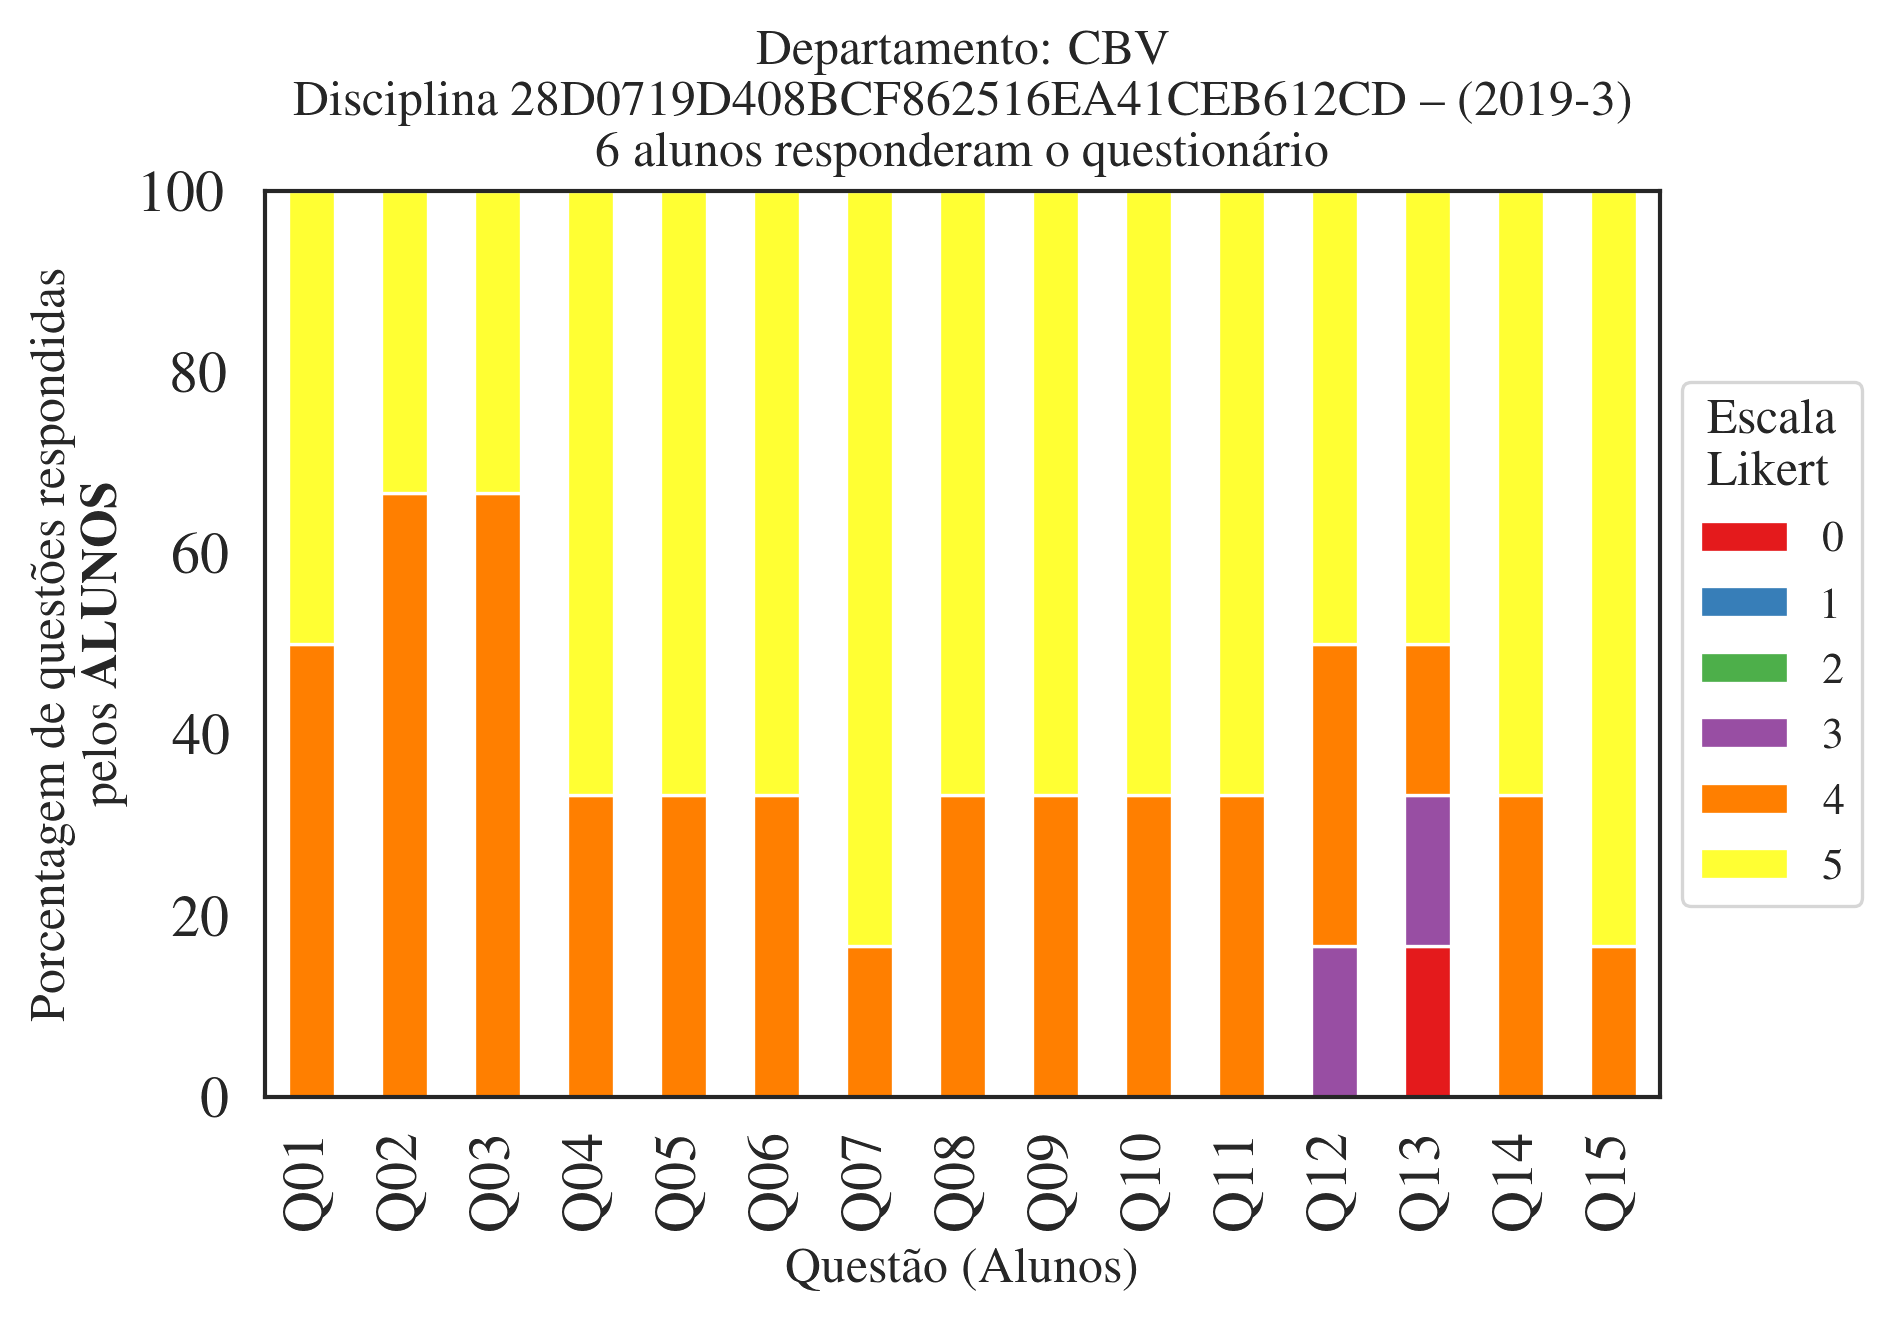 Departamento: CBV
Disciplina 28D0719D408BCF862516EA41CEB612CD – (2019-3)
6 alunos responderam o questionário
Porcentagem de questões respondidas
pelos ALUNOS
100
80
60
40
20
0
Q01
Q02
Q03
Q04
Q05
Q06
Q07
Q08
Q09
Q10
Q11
Q12
Q13
Q14
Q15
Questão (Alunos)
Escala
Likert
0
1
2
3
4
5